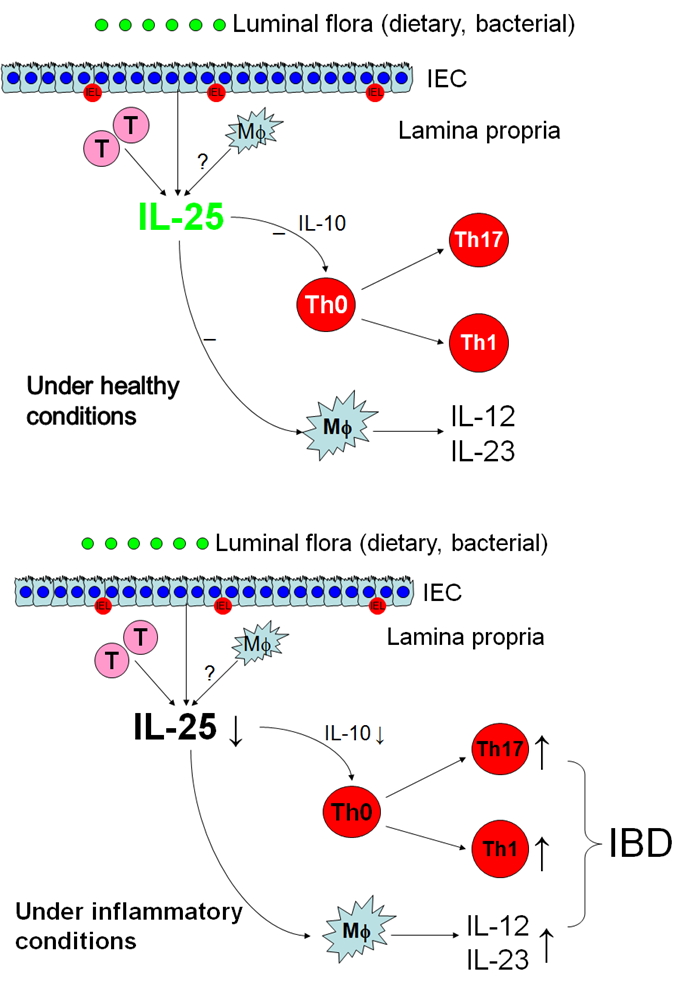 Luminal flora (dietary, bacterial)
IEC
IEL IEL IEL
Lamina propria
T T Mϕ
?
IL-25
– IL-10
Th17
Th0
Th1
–
Under healthy
conditions
Mϕ
IL-12
IL-23
Luminal flora (dietary, bacterial)
IEC
IEL IEL IEL
Lamina propria
T T Mϕ
?
IL-25 ↓
IL-10 ↓
Th17 ↑
Th0
Th1 ↑
IBD
Under inflammatory
conditions
Mϕ
IL-12
IL-23 ↑